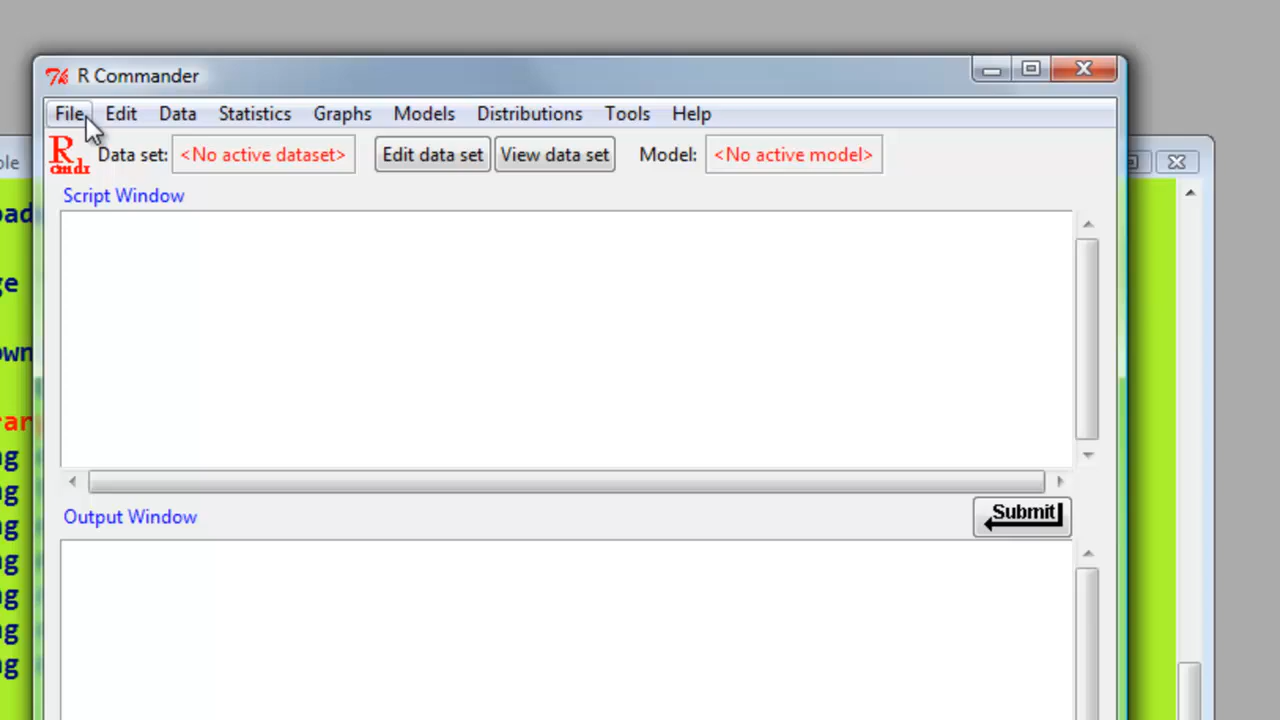 R Commander
File Edit Data Statistics Graphs Models Distributions Tools Help
R cmdr Data set: <No active dataset> Edit data set View data set Model: <No active model>
Script Window
Submit
Output Window